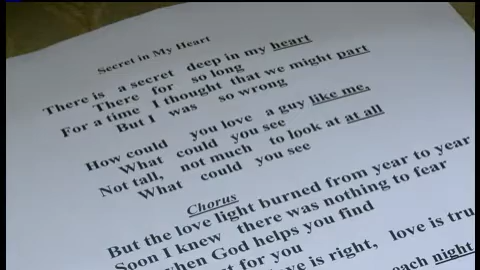 Secret in My Heart
There is a secret deep in my heart
There for so long
For a time I thought that we might part
But I was so wrong
How could you love a guy like me,
What could you see
Not tall, not much to look at at all
What could you see
Chorus
But the love light burned from year to year
Soon I knew there was nothing to fear
When God helps you find
for you
is right, love is tru
each night